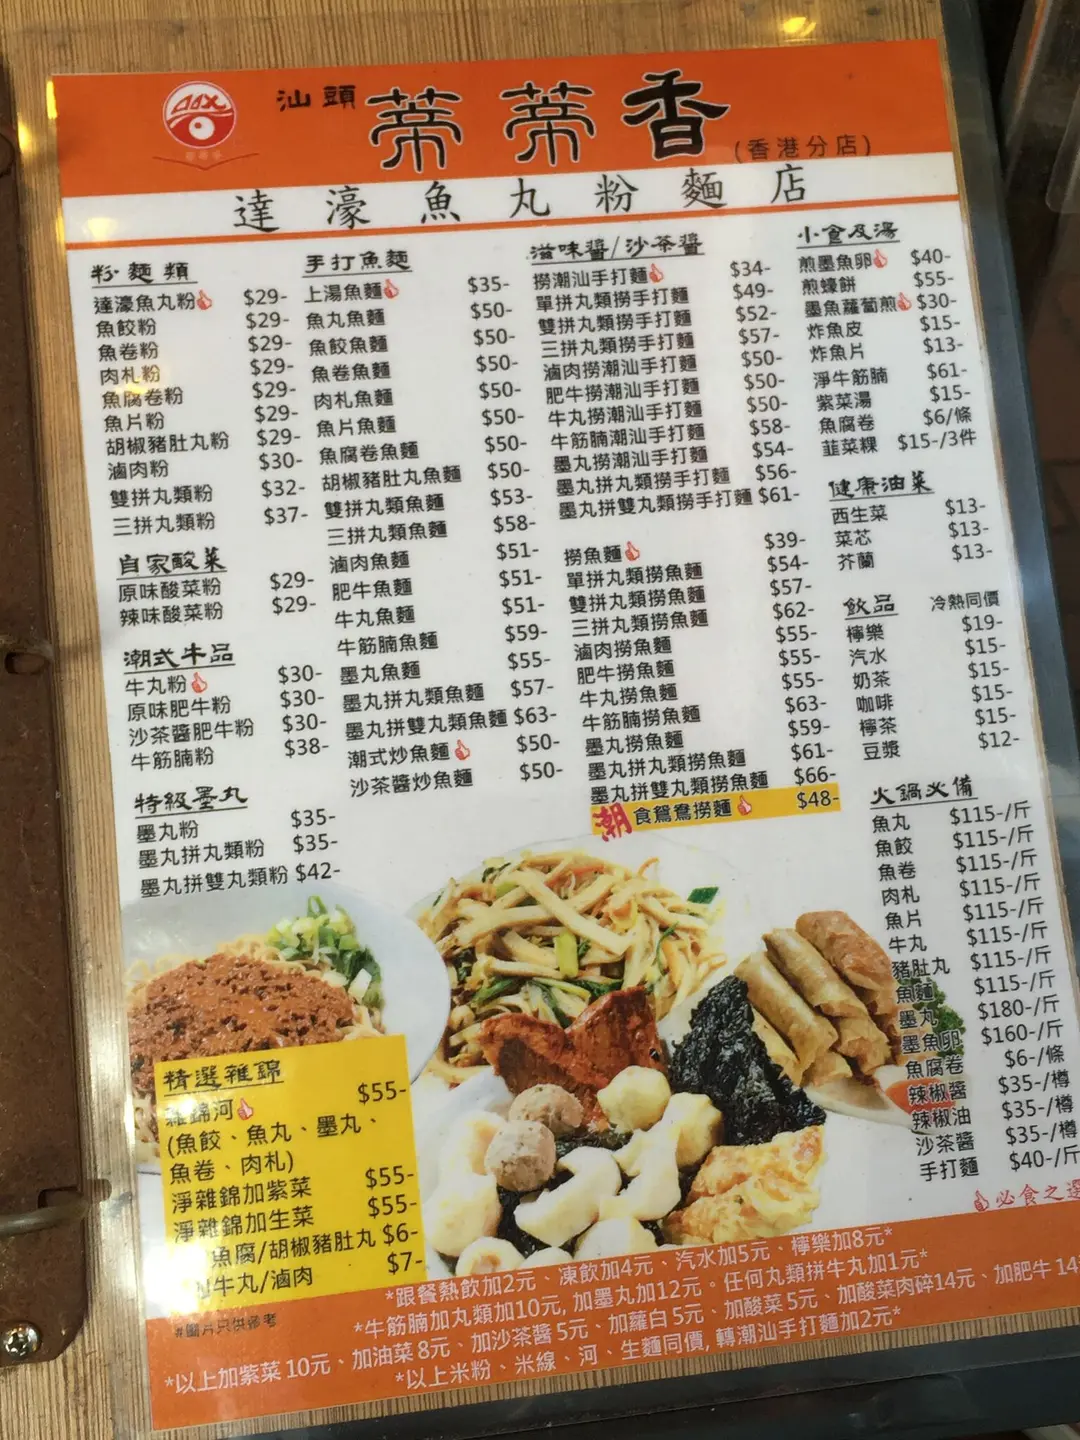 汕頭 蒂蒂香 (香港分店)
達濠魚丸粉麵店
粉麵類
達濠魚丸粉 $29-
魚餃粉 $29-
魚卷粉 $29-
肉札粉 $29-
魚腐卷粉 $29-
魚片粉 $29-
胡椒豬肚丸粉 $29-
滷肉粉 $30-
雙拼丸類粉 $32-
三拼丸類粉 $37-
自家酸菜
原味酸菜粉 $29-
辣味酸菜粉 $29-
潮式牛品
牛丸粉 $30-
原味肥牛粉 $30-
沙茶醬肥牛粉 $30-
牛筋腩粉 $38-
特級墨丸
墨丸粉 $35-
墨丸拼丸類粉 $35-
墨丸拼雙丸類粉 $42-
手打魚麵
上湯魚麵 $35-
魚丸魚麵 $50-
魚餃魚麵 $50-
魚卷魚麵 $50-
肉札魚麵 $50-
魚片魚麵 $50-
魚腐卷魚麵 $50-
胡椒豬肚丸魚麵 $50-
雙拼丸類魚麵 $53-
三拼丸類魚麵 $58-
滷肉魚麵 $51-
肥牛魚麵 $51-
牛丸魚麵 $51-
牛筋腩魚麵 $59-
墨丸魚麵 $55-
墨丸拼丸類魚麵 $57-
墨丸拼雙丸類魚麵 $63-
潮式炒魚麵 $50-
沙茶醬炒魚麵 $50-
滋味醬/沙茶醬
撈潮汕手打麵 $34-
單拼丸類撈手打麵 $49-
雙拼丸類撈手打麵 $52-
三拼丸類撈手打麵 $57-
滷肉撈潮汕手打麵 $50-
肥牛撈潮汕手打麵 $50-
牛丸撈潮汕手打麵 $50-
牛筋腩潮汕手打麵 $58-
墨丸撈潮汕手打麵 $54-
墨丸拼丸類撈手打麵 $56-
墨丸拼雙丸類撈手打麵 $61-
撈魚麵 $39-
單拼丸類撈魚麵 $54-
雙拼丸類撈魚麵 $57-
三拼丸類撈魚麵 $62-
滷肉撈魚麵 $55-
肥牛撈魚麵 $55-
牛丸撈魚麵 $55-
牛筋腩撈魚麵 $63-
墨丸撈魚麵 $59-
墨丸拼丸類撈魚麵 $61-
墨丸拼雙丸類撈魚麵 $66-
潮食鴛鴦撈麵 $48-
小食及湯
煎墨魚卵 $40-
煎蠔餅 $55-
墨魚蘿蔔煎 $30-
炸魚皮 $15-
炸魚片 $13-
淨牛筋腩 $61-
紫菜湯 $15-
魚腐卷 $6/條
韮菜粿 $15-/3件
健康油菜
西生菜 $13-
菜芯 $13-
芥蘭 $13-
飲品 冷熱同價
檸樂 $19-
汽水 $15-
奶茶 $15-
咖啡 $15-
檸茶 $15-
豆漿 $12-
火鍋必備
魚丸 $115-/斤
魚餃 $115-/斤
魚卷 $115-/斤
肉札 $115-/斤
魚片 $115-/斤
牛丸 $115-/斤
豬肚丸 $115-/斤
魚麵 $115-/斤
墨丸 $180-/斤
墨魚卵 $160-/斤
魚腐卷 $6-/條
辣椒醬 $35-/樽
辣椒油 $35-/樽
沙茶醬 $35-/樽
手打麵 $40-/斤
必食之選
精選雜錦
雜錦河 $55-
(魚餃、魚丸、墨丸、
魚卷、肉札)
淨雜錦加紫菜 $55-
淨雜錦加生菜 $55-
魚腐/胡椒豬肚丸 $6-
牛丸/滷肉 $7-
#圖片只供參考
*跟餐熱飲加2元、凍飲加4元、汽水加5元、檸樂加8元*
*牛筋腩加丸類加10元, 加墨丸加12元。任何丸類拼牛丸加1元*
*以上加紫菜10元、加油菜8元、加沙茶醬5元、加蘿白5元、加酸菜5元、加酸菜肉碎14元、加肥牛14
*以上米粉、米線、河、生麵同價, 轉潮汕手打麵加2元*